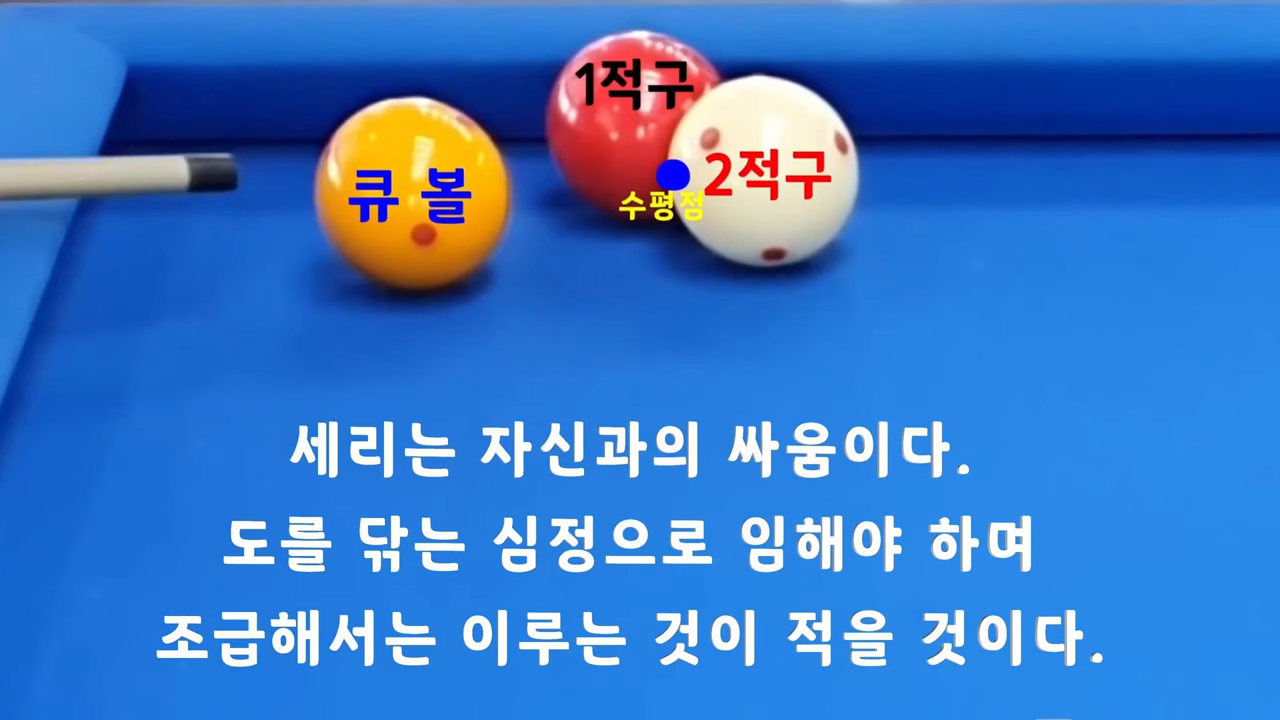 1적구
큐 볼
2적구
수평점
세리는 자신과의 싸움이다.
도를 닦는 심정으로 임해야 하며
조급해서는 이루는 것이 적을 것이다.